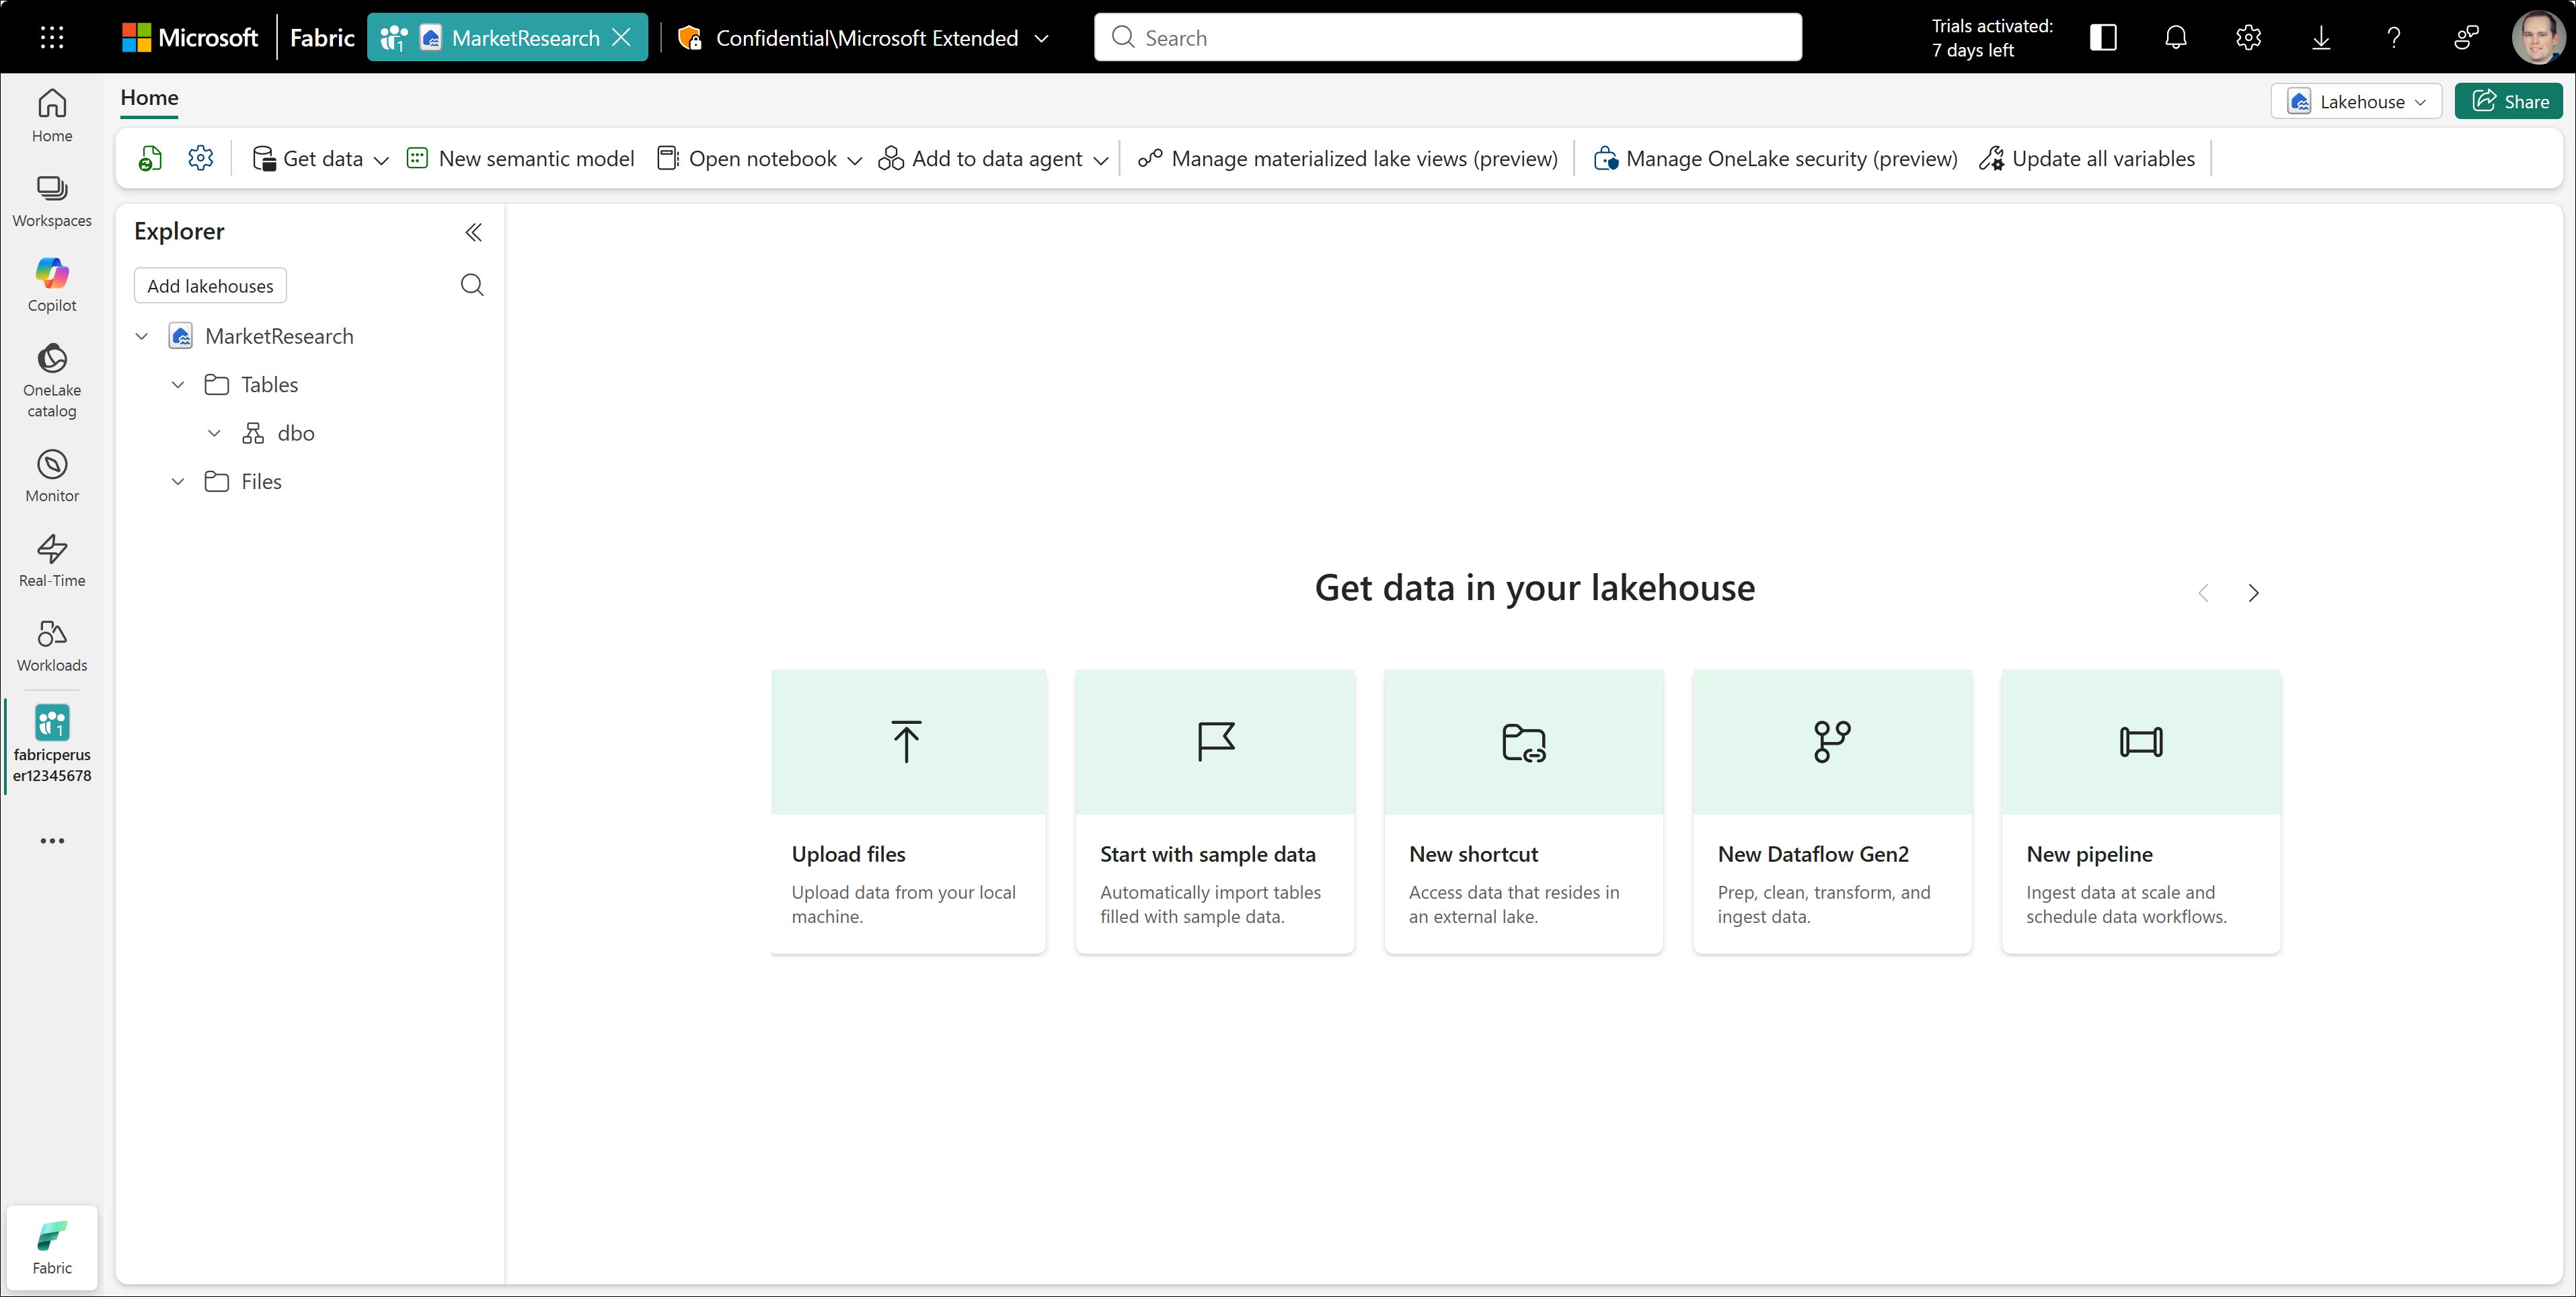 Microsoft Fabric 1 MarketResearch Confidential\Microsoft Extended Search
Trials activated:
7 days left
Home
Lakehouse
Share
Get data New semantic model Open notebook Add to data agent Manage materialized lake views (preview) Manage OneLake security (preview) Update all variables
Home
Workspaces
Copilot
OneLake
catalog
Monitor
Real-Time
Workloads
1
fabricperus
er12345678
Fabric
Explorer
Add lakehouses
MarketResearch
Tables
dbo
Files
Get data in your lakehouse
Upload files
Upload data from your local
machine.
Start with sample data
Automatically import tables
filled with sample data.
New shortcut
Access data that resides in
an external lake.
New Dataflow Gen2
Prep, clean, transform, and
ingest data.
New pipeline
Ingest data at scale and
schedule data workflows.